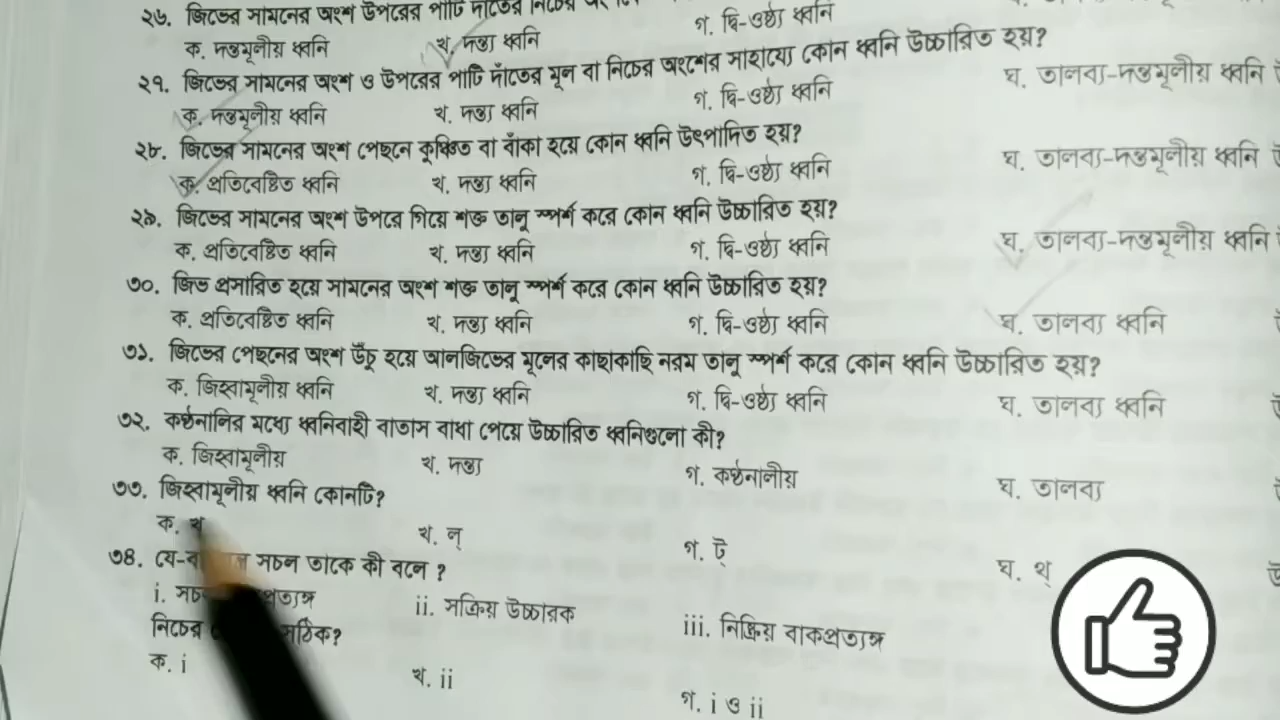 ২৬. জিভের সামনের অংশ উপরের পাটি দাঁতের নিচের
ক. দন্তমূলীয় ধ্বনি খ. দন্ত্য ধ্বনি গ. দ্বি-ওষ্ঠ্য ধ্বনি
২৭. জিভের সামনের অংশ ও উপরের পাটি দাঁতের মূল বা নিচের অংশের সাহায্যে কোন ধ্বনি উচ্চারিত হয়?
ক. দন্তমূলীয় ধ্বনি খ. দন্ত্য ধ্বনি গ. দ্বি-ওষ্ঠ্য ধ্বনি ঘ. তালব্য-দন্তমূলীয় ধ্বনি
২৮. জিভের সামনের অংশ পেছনে কুঞ্চিত বা বাঁকা হয়ে কোন ধ্বনি উৎপাদিত হয়?
ক. প্রতিবেষ্টিত ধ্বনি খ. দন্ত্য ধ্বনি গ. দ্বি-ওষ্ঠ্য ধ্বনি ঘ. তালব্য-দন্তমূলীয় ধ্বনি
২৯. জিভের সামনের অংশ উপরে গিয়ে শক্ত তালু স্পর্শ করে কোন ধ্বনি উচ্চারিত হয়?
ক. প্রতিবেষ্টিত ধ্বনি খ. দন্ত্য ধ্বনি গ. দ্বি-ওষ্ঠ্য ধ্বনি ঘ. তালব্য-দন্তমূলীয় ধ্বনি
৩০. জিভ প্রসারিত হয়ে সামনের অংশ শক্ত তালু স্পর্শ করে কোন ধ্বনি উচ্চারিত হয়?
ক. প্রতিবেষ্টিত ধ্বনি খ. দন্ত্য ধ্বনি গ. দ্বি-ওষ্ঠ্য ধ্বনি ঘ. তালব্য ধ্বনি
৩১. জিভের পেছনের অংশ উঁচু হয়ে আলজিভের মূলের কাছাকাছি নরম তালু স্পর্শ করে কোন ধ্বনি উচ্চারিত হয়?
ক. জিহ্বামূলীয় ধ্বনি খ. দন্ত্য ধ্বনি গ. দ্বি-ওষ্ঠ্য ধ্বনি ঘ. তালব্য ধ্বনি
৩২. কণ্ঠনালির মধ্যে ধ্বনিবাহী বাতাস বাধা পেয়ে উচ্চারিত ধ্বনিগুলো কী?
ক. জিহ্বামূলীয় খ. দন্ত্য গ. কণ্ঠনালীয় ঘ. তালব্য
৩৩. জিহ্বামূলীয় ধ্বনি কোনটি?
ক. খ. ল্ গ. ট্ ঘ. থ্
৩৪. সচল তাকে কী বলে ?
i. ii. সক্রিয় উচ্চারক iii. নিষ্ক্রিয় বাকপ্রত্যঙ্গ
নিচের সঠিক?
ক. i খ. ii গ. i ও ii